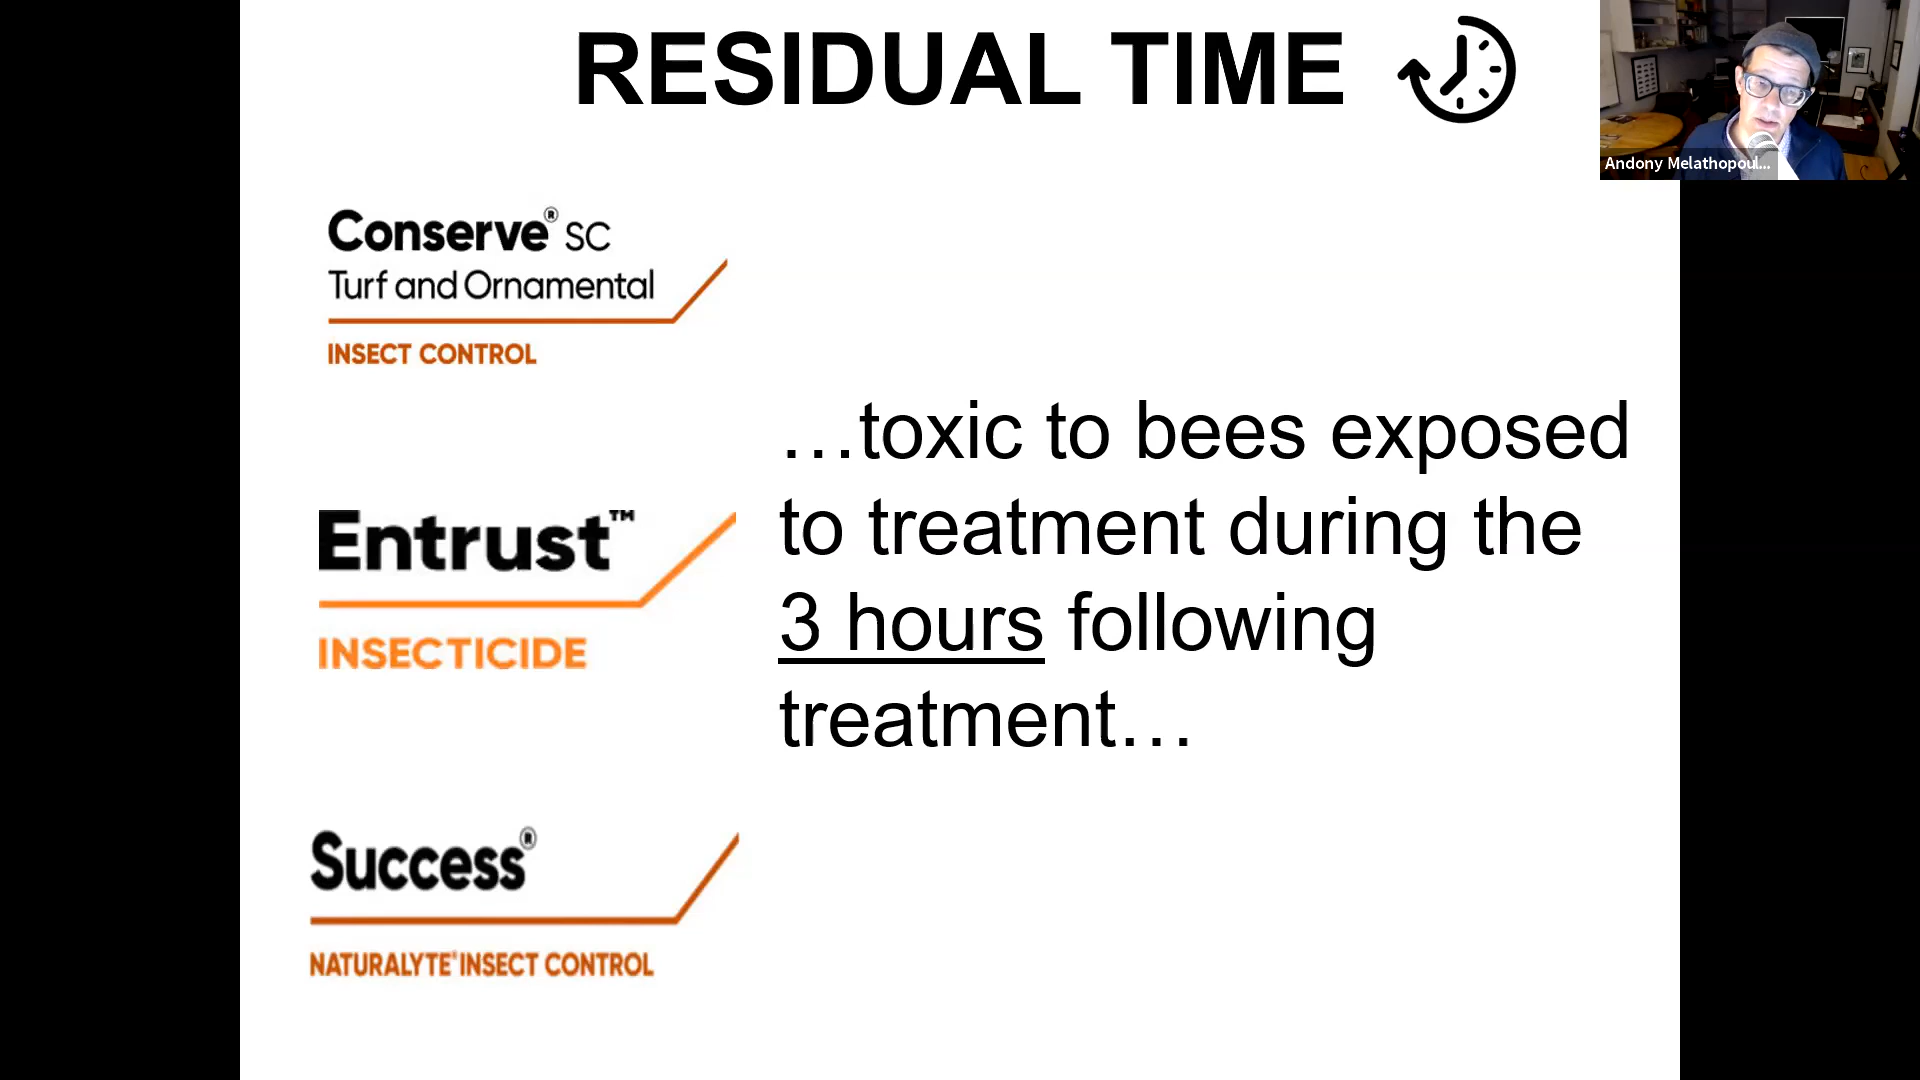 RESIDUAL TIME
Andony Melathopoul...
Conserve® SC
Turf and Ornamental
INSECT CONTROL
Entrust™
INSECTICIDE
Success®
NATURALYTE® INSECT CONTROL
…toxic to bees exposed
to treatment during the
3 hours following
treatment…